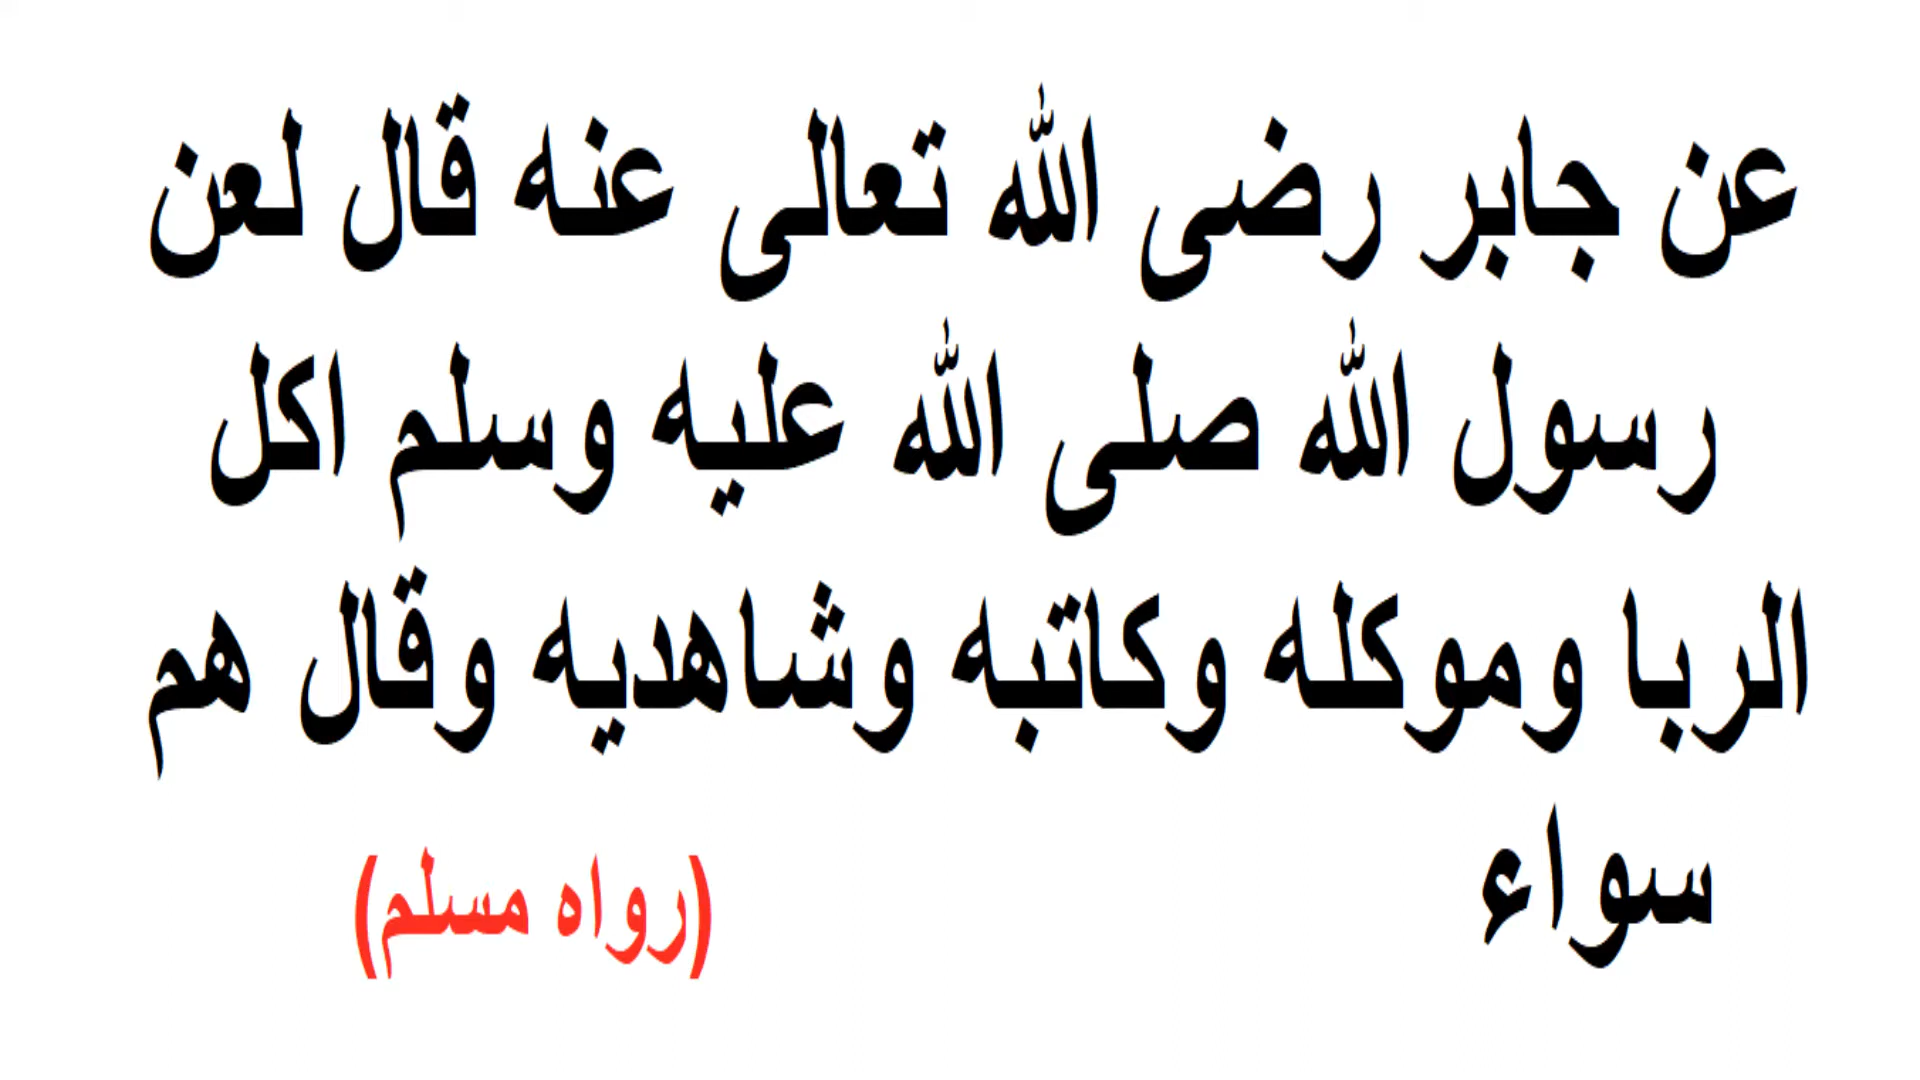 عن جابر رضى الله تعالى عنه قال لعن
رسول الله صلى الله عليه وسلم اكل
الربا وموكله وكاتبه وشاهديه وقال هم
سواء
(رواه مسلم)